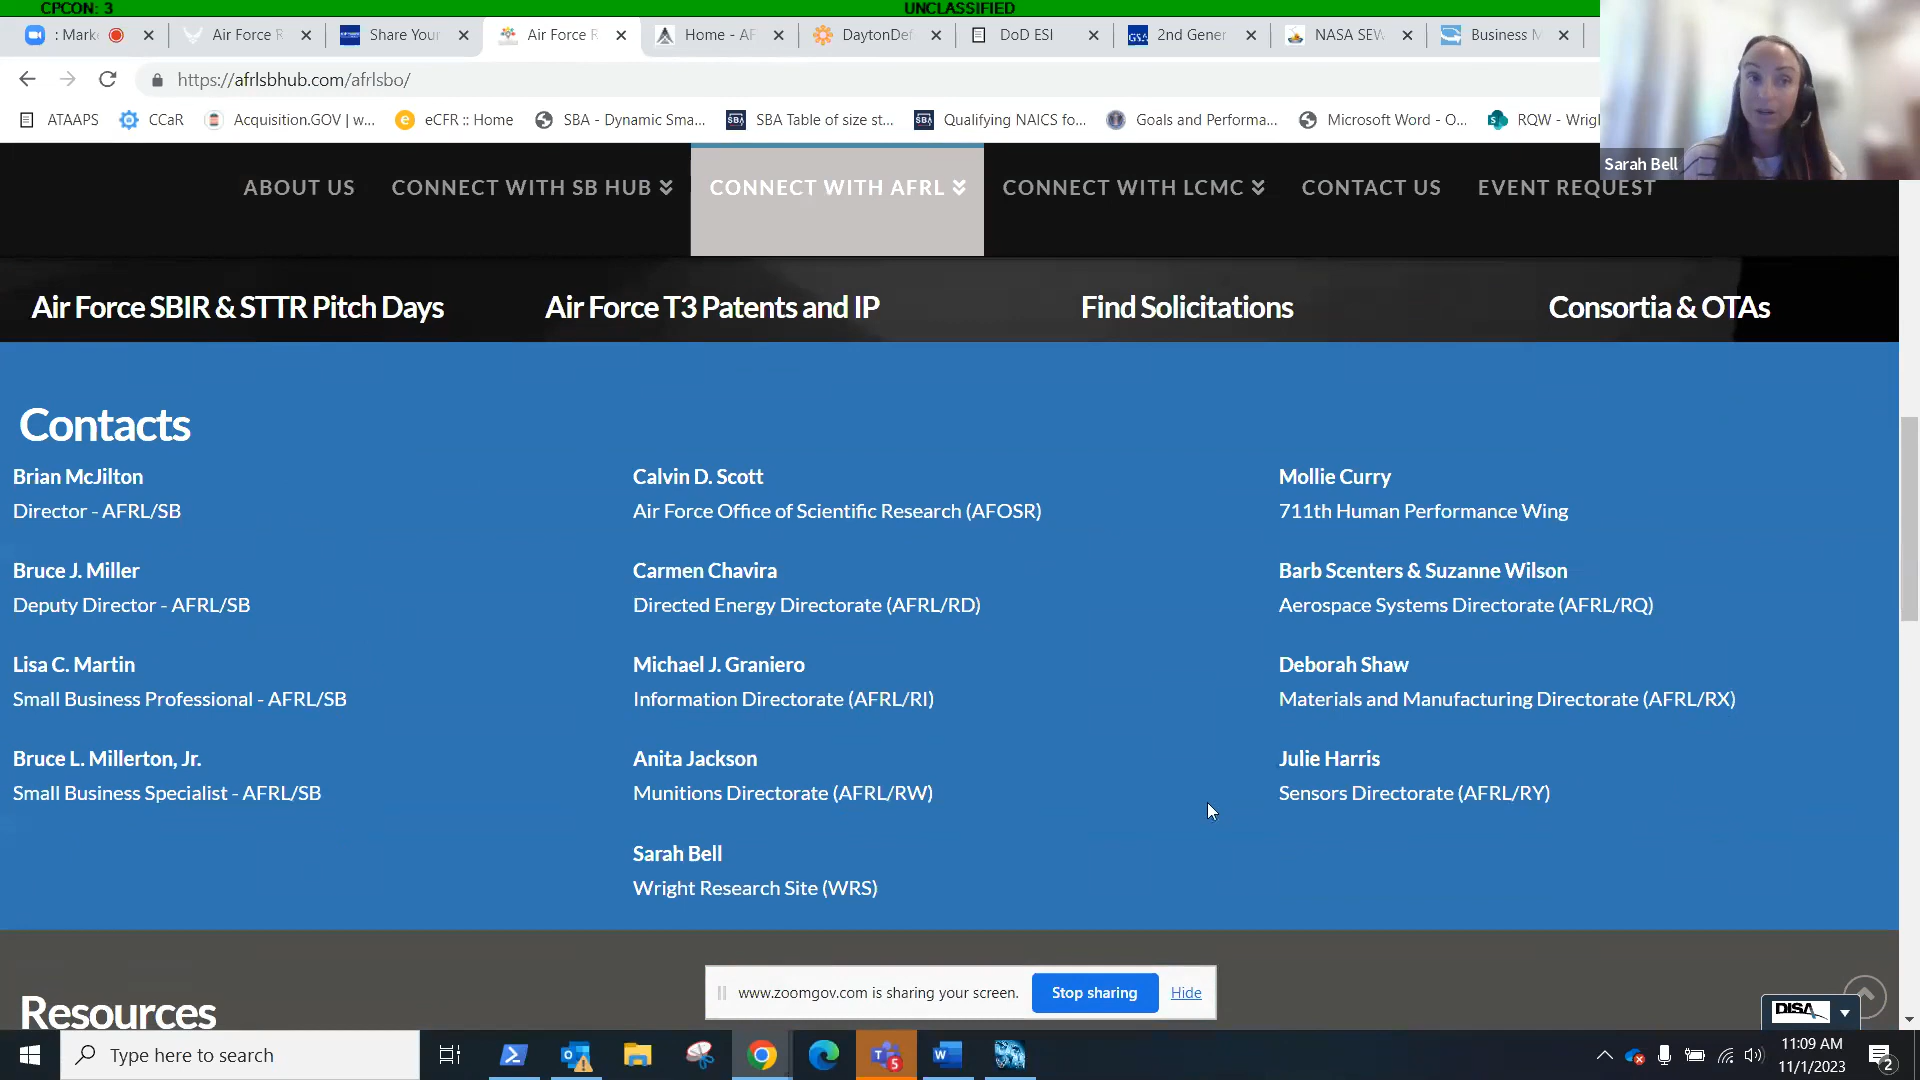 CPCON: 3
UNCLASSIFIED
: Mark
Air Force R
Share Your
Air Force R
Home - AF
DaytonDef
DoD ESI
2nd Gener
NASA SEW
Business M
https://afrlsbhub.com/afrlsbo/
ATAAPS
CCaR
Acquisition.GOV | w...
eCFR :: Home
SBA - Dynamic Sma...
SBA Table of size st...
Qualifying NAICS fo...
Goals and Performa...
Microsoft Word - O...
RQW - Wrigh
Sarah Bell
ABOUT US
CONNECT WITH SB HUB
CONNECT WITH AFRL
CONNECT WITH LCMC
CONTACT US
EVENT REQUEST
Air Force SBIR & STTR Pitch Days
Air Force T3 Patents and IP
Find Solicitations
Consortia & OTAs
Contacts
Brian McJilton
Director - AFRL/SB
Bruce J. Miller
Deputy Director - AFRL/SB
Lisa C. Martin
Small Business Professional - AFRL/SB
Bruce L. Millerton, Jr.
Small Business Specialist - AFRL/SB
Calvin D. Scott
Air Force Office of Scientific Research (AFOSR)
Carmen Chavira
Directed Energy Directorate (AFRL/RD)
Michael J. Graniero
Information Directorate (AFRL/RI)
Anita Jackson
Munitions Directorate (AFRL/RW)
Sarah Bell
Wright Research Site (WRS)
Mollie Curry
711th Human Performance Wing
Barb Scenters & Suzanne Wilson
Aerospace Systems Directorate (AFRL/RQ)
Deborah Shaw
Materials and Manufacturing Directorate (AFRL/RX)
Julie Harris
Sensors Directorate (AFRL/RY)
Resources
www.zoomgov.com is sharing your screen.
Stop sharing
Hide
DISA
Type here to search
11:09 AM
11/1/2023
2